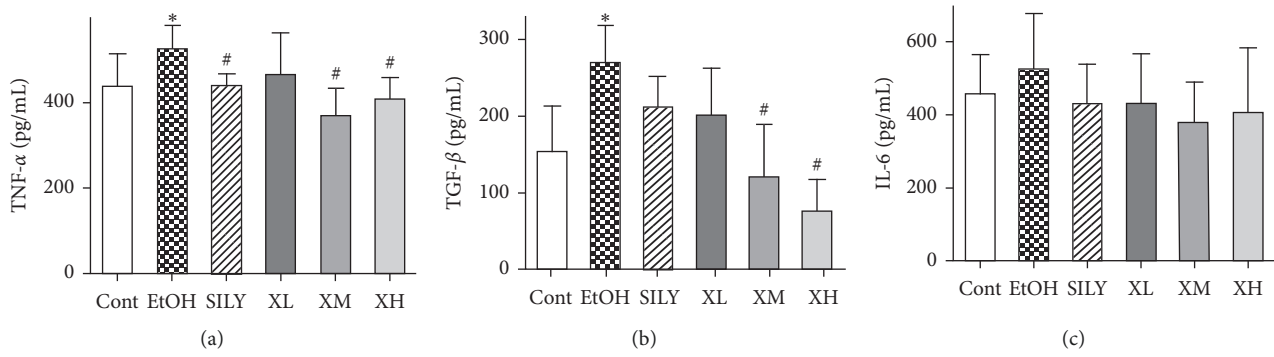 TNF-α (pg/mL)
400
200
0
*
#
#
#
Cont EtOH SILY XL XM XH
(a)
TGF-β (pg/mL)
300
200
100
0
*
#
#
Cont EtOH SILY XL XM XH
(b)
IL-6 (pg/mL)
600
400
200
0
Cont EtOH SILY XL XM XH
(c)